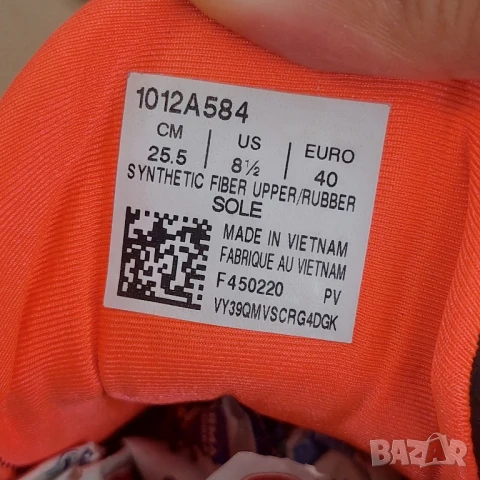 1012A584
CM US EURO
25.5 8½ 40
SYNTHETIC FIBER UPPER/RUBBER
SOLE
MADE IN VIETNAM
FABRIQUE AU VIETNAM
F450220 PV
VY39QMVSCRG4DGK
BAZAR